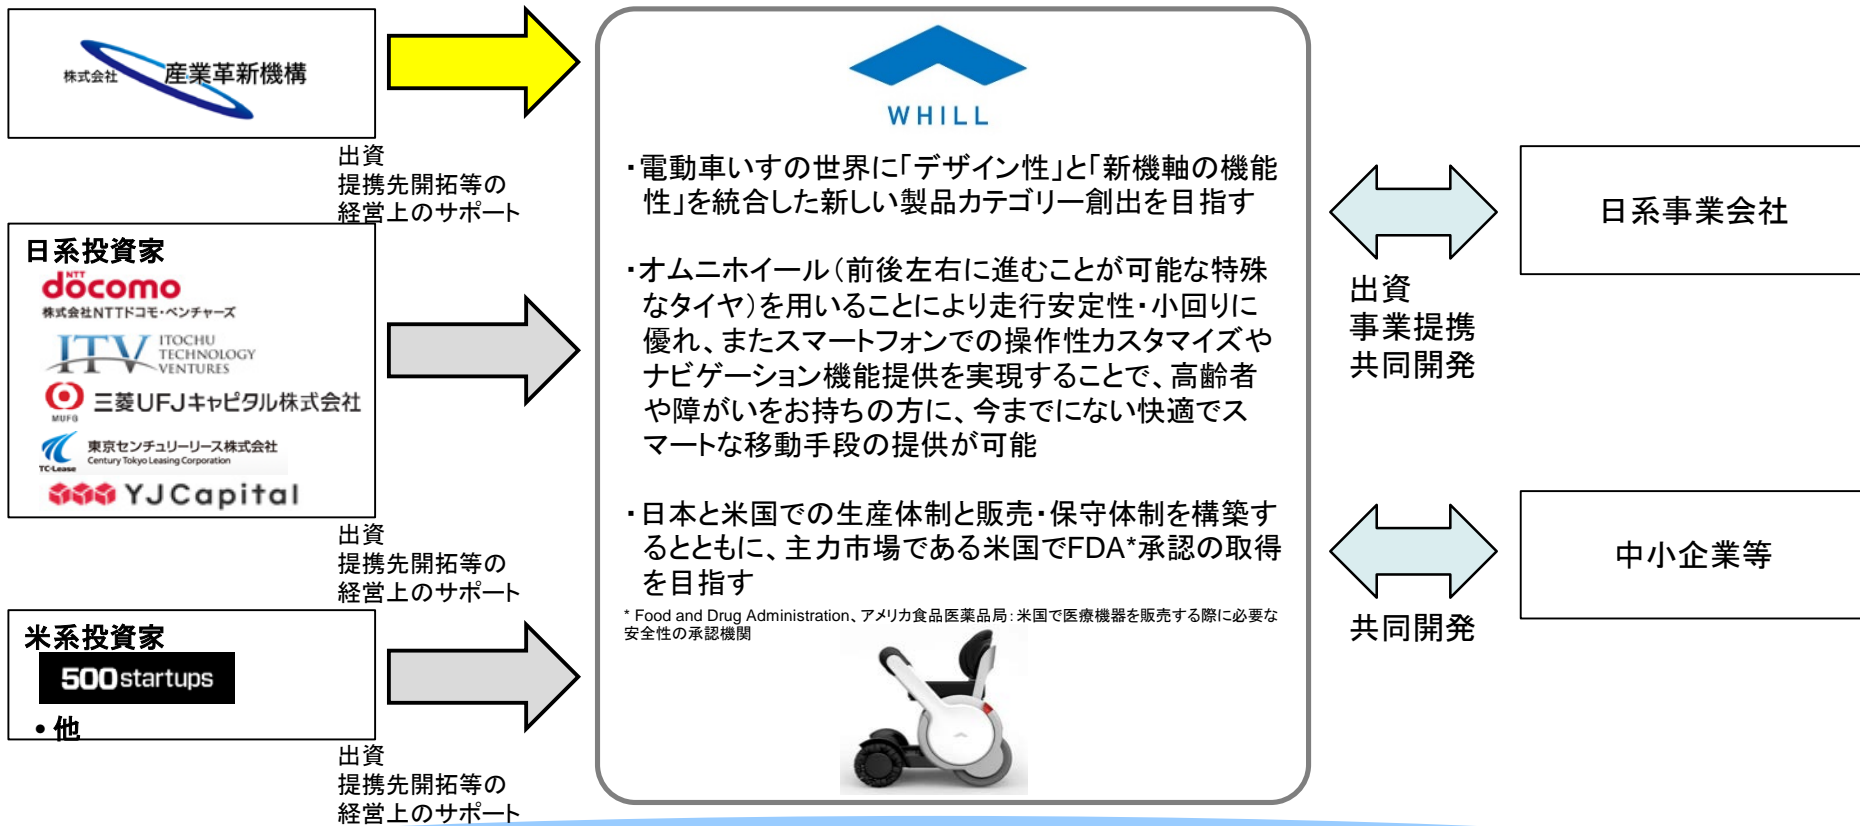 株式会社 産業革新機構
出資
提携先開拓等の
経営上のサポート
日系投資家
NTT
döcomo
株式会社NTTドコモ・ベンチャーズ
ITV ITOCHU
TECHNOLOGY
VENTURES
MUFG 三菱UFJキャピタル株式会社
TC-Lease 東京センチュリーリース株式会社
Century Tokyo Leasing Corporation
YJCapital
出資
提携先開拓等の
経営上のサポート
米系投資家
500startups
• 他
出資
提携先開拓等の
経営上のサポート
WHILL
・電動車いすの世界に「デザイン性」と「新機軸の機能
性」を統合した新しい製品カテゴリー創出を目指す
・オムニホイール（前後左右に進むことが可能な特殊
なタイヤ）を用いることにより走行安定性・小回りに
優れ、またスマートフォンでの操作性カスタマイズや
ナビゲーション機能提供を実現することで、高齢者
や障がいをお持ちの方に、今までにない快適でス
マートな移動手段の提供が可能
・日本と米国での生産体制と販売・保守体制を構築す
るとともに、主力市場である米国でFDA*承認の取得
を目指す
* Food and Drug Administration、アメリカ食品医薬品局：米国で医療機器を販売する際に必要な
安全性の承認機関
日系事業会社
出資
事業提携
共同開発
中小企業等
共同開発